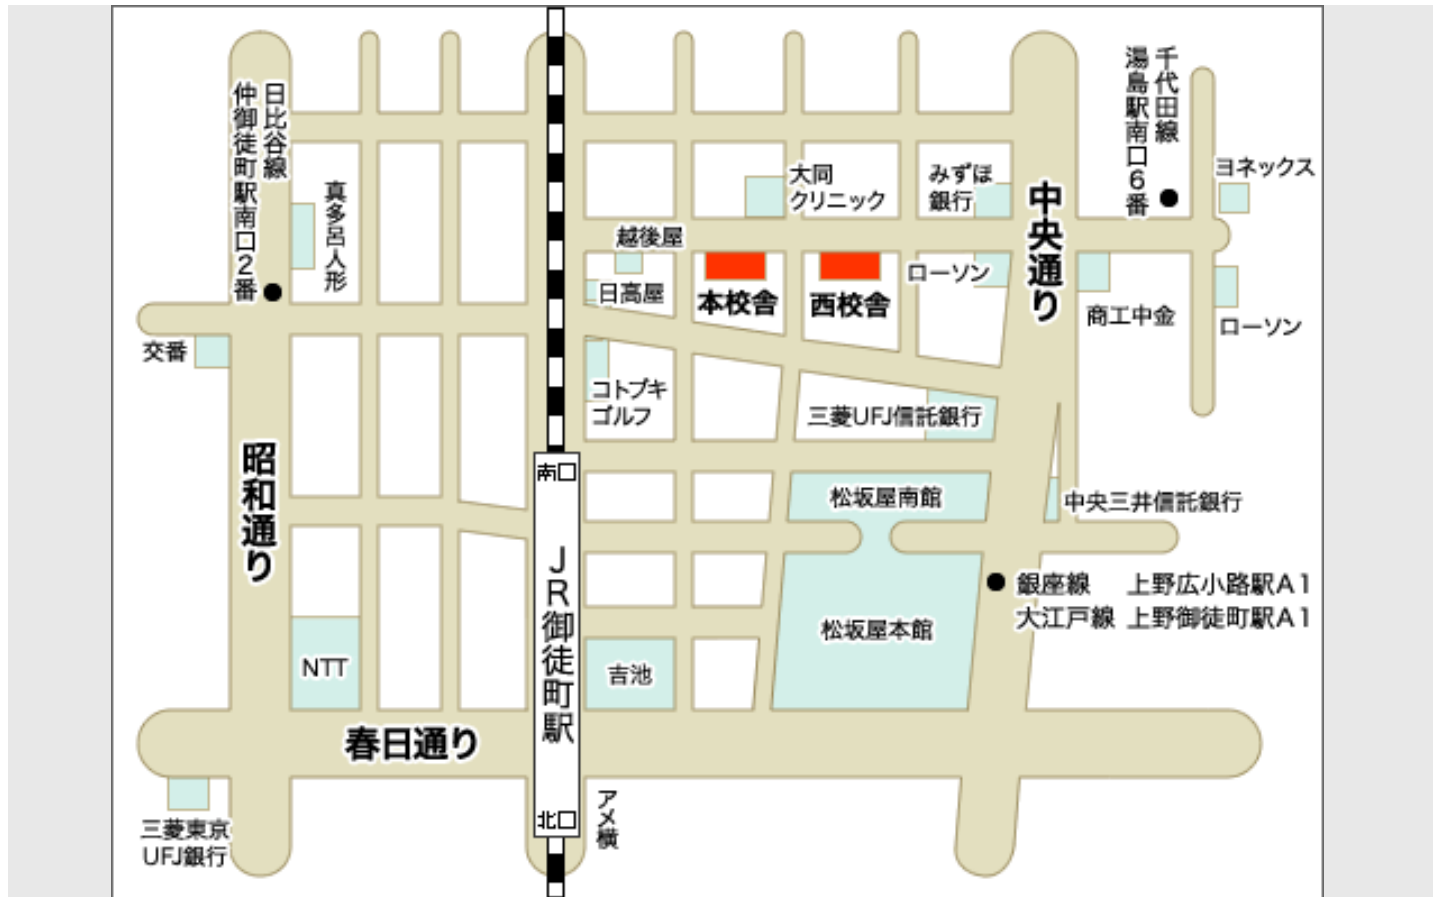 日比谷線
仲御徒町駅南口2番
真多呂人形
交番
昭和通り
NTT
春日通り
三菱東京
UFJ銀行
南口
JR御徒町駅
北口
アメ横
越後屋
日高屋
コトブキ
ゴルフ
大同
クリニック
本校舎
西校舎
みずほ
銀行
ローソン
中央通り
千代田線
湯島駅南口6番
ヨネックス
商工中金
ローソン
三菱UFJ信託銀行
松坂屋南館
中央三井信託銀行
松坂屋本館
吉池
銀座線 上野広小路駅A1
大江戸線 上野御徒町駅A1